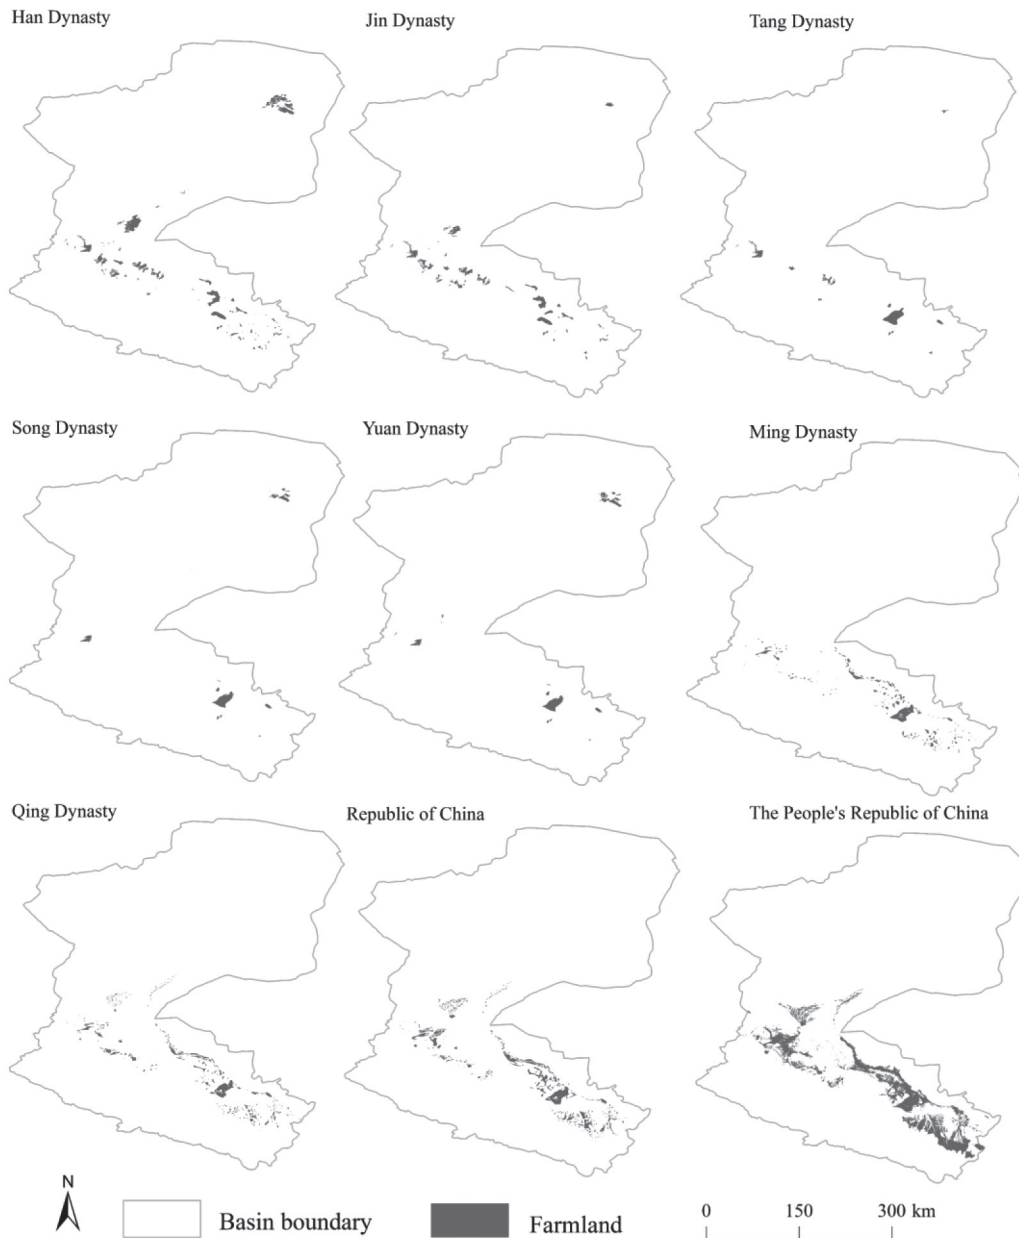 Han Dynasty
Jin Dynasty
Tang Dynasty
Song Dynasty
Yuan Dynasty
Ming Dynasty
Qing Dynasty
Republic of China
The People's Republic of China
N
Basin boundary
Farmland
0 150 300 km